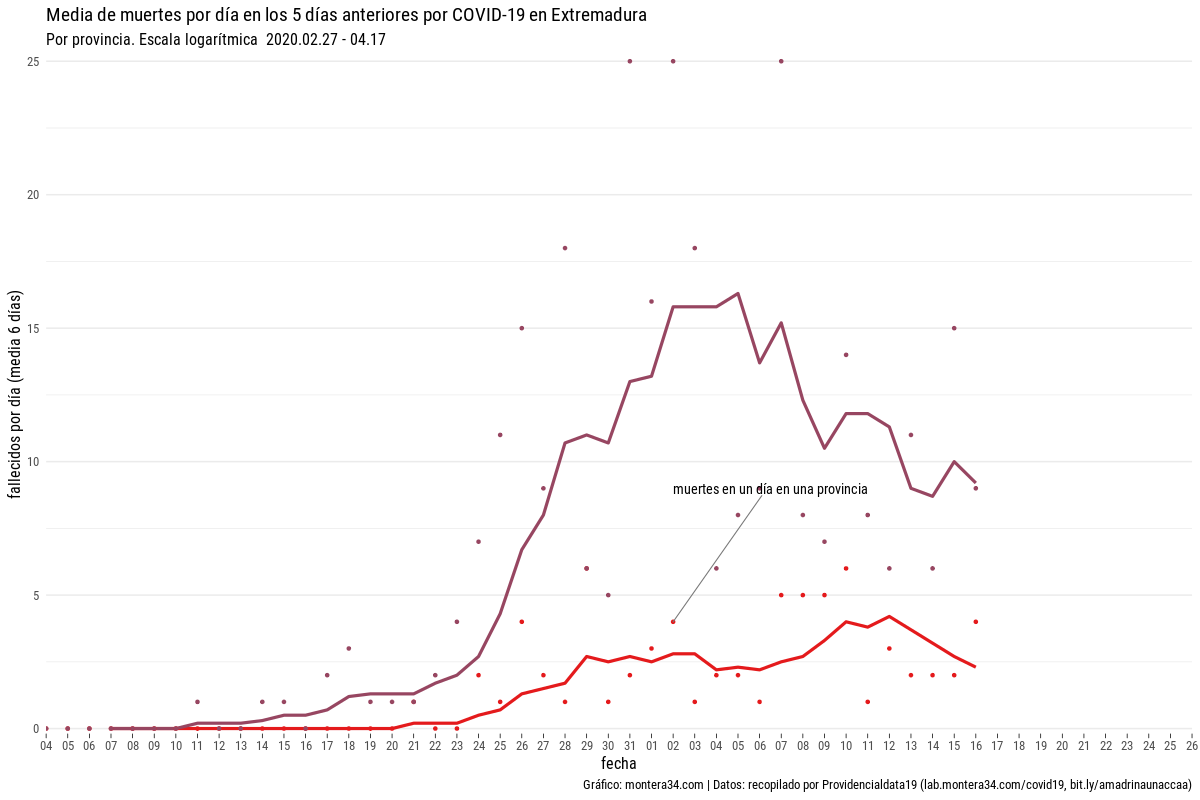 Media de muertes por día en los 5 días anteriores por COVID-19 en Extremadura
Por provincia. Escala logarítmica 2020.02.27 - 04.17
25
20
15
10
5
0
fallecidos por día (media 6 días)
muertes en un día en una provincia
04 05 06 07 08 09 10 11 12 13 14 15 16 17 18 19 20 21 22 23 24 25 26 27 28 29 30 31 01 02 03 04 05 06 07 08 09 10 11 12 13 14 15 16 17 18 19 20 21 22 23 24 25 26
fecha
Gráfico: montera34.com | Datos: recopilado por Providencialdata19 (lab.montera34.com/covid19, bit.ly/amadrinaunaccaa)